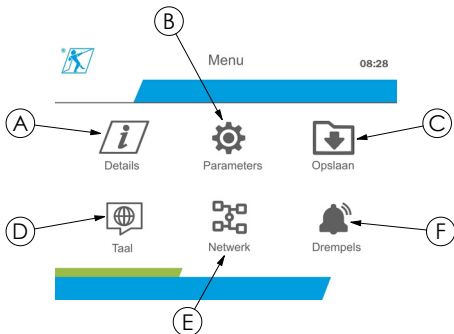 B
Menu 08:28
A C
Details Parameters Opslaan
D F
Taal Netwerk Drempels
E